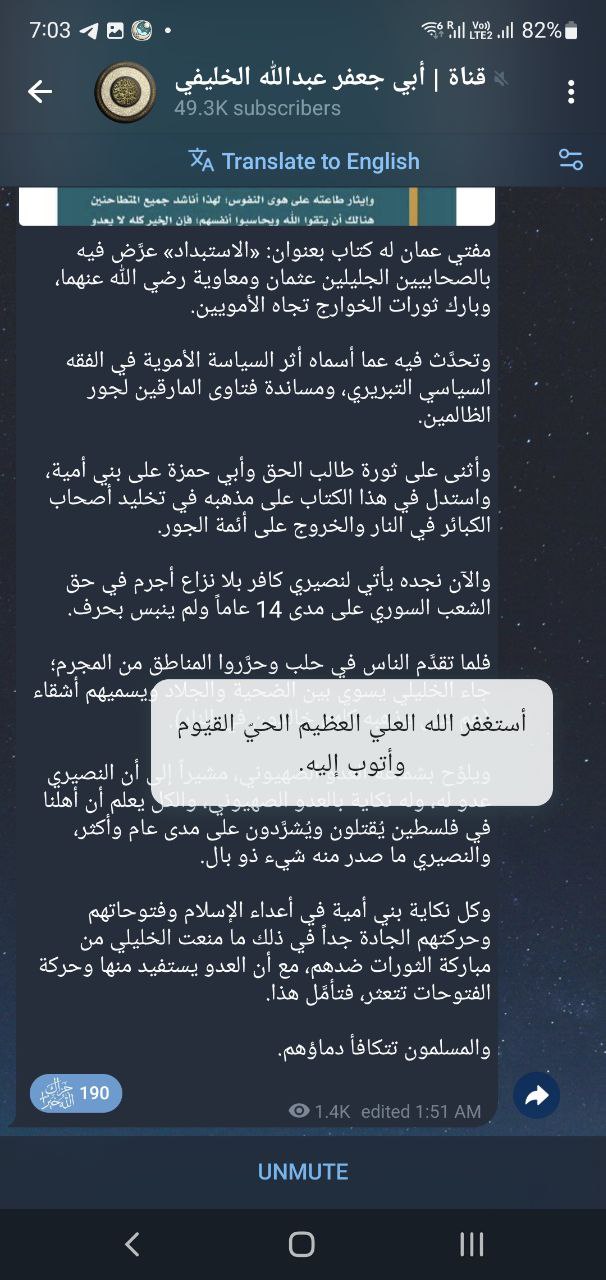 7:03
Vo))
R
LTE2
82%
قناة | أبي جعفر عبدالله الخليفي
49.3K subscribers
Translate to English
وإيثار طاعته على هوى النفوس؛ لهذا أناشد جميع المتطاحنين
هنالك أن يتقوا الله ويحاسبوا أنفسهم؛ فإن الخير كله لا يعدو
مفتي عمان له كتاب بعنوان: «الاستبداد» عرَّض فيه
بالصحابيين الجليلين عثمان ومعاوية رضي الله عنهما،
وبارك ثورات الخوارج تجاه الأمويين.
وتحدَّث فيه عما أسماه أثر السياسة الأموية في الفقه
السياسي التبريري، ومساندة فتاوى المارقين لجور
الظالمين.
وأثنى على ثورة طالب الحق وأبي حمزة على بني أمية،
واستدل في هذا الكتاب على مذهبه في تخليد أصحاب
الكبائر في النار والخروج على أئمة الجور.
والآن نجده يأتي لنصيري كافر بلا نزاع أجرم في حق
الشعب السوري على مدى 14 عاماً ولم ينبس بحرف.
فلما تقدَّم الناس في حلب وحرَّروا المناطق من المجرم؛
جاء الخليلي يسوي بين الضحية والجلاد ويسميهم أشقاء
أستغفر الله العلي العظيم الحيّ القيّوم
وأتوب إليه.
ويلوِّح العدو الصهيوني، مشيراً إلى أن النصيري
عدو له، وله نكاية بالعدو الصهيوني، والكل يعلم أن أهلنا
في فلسطين يُقتلون ويُشرَّدون على مدى عام وأكثر،
والنصيري ما صدر منه شيء ذو بال.
وكل نكاية بني أمية في أعداء الإسلام وفتوحاتهم
وحركتهم الجادة جداً في ذلك ما منعت الخليلي من
مباركة الثورات ضدهم، مع أن العدو يستفيد منها وحركة
الفتوحات تتعثر، فتأمَّل هذا.
والمسلمون تتكافأ دماؤهم.
جزاك الله خيرا
190
1.4K edited 1:51 AM
UNMUTE